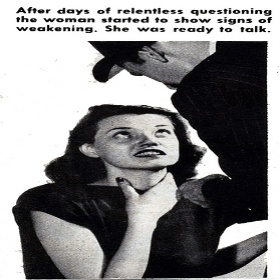 After days of relentless questioning
the woman started to show signs of
weakening. She was ready to talk.